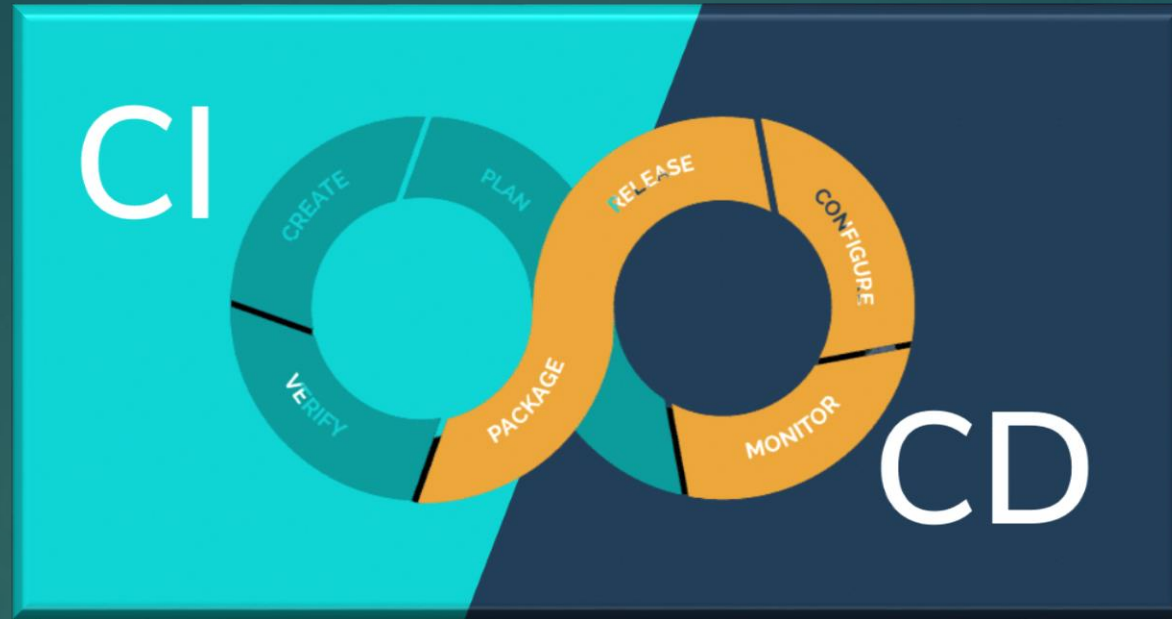 CI
CREATE
PLAN
VERIFY
PACKAGE
RELEASE
CONFIGURE
MONITOR
CD